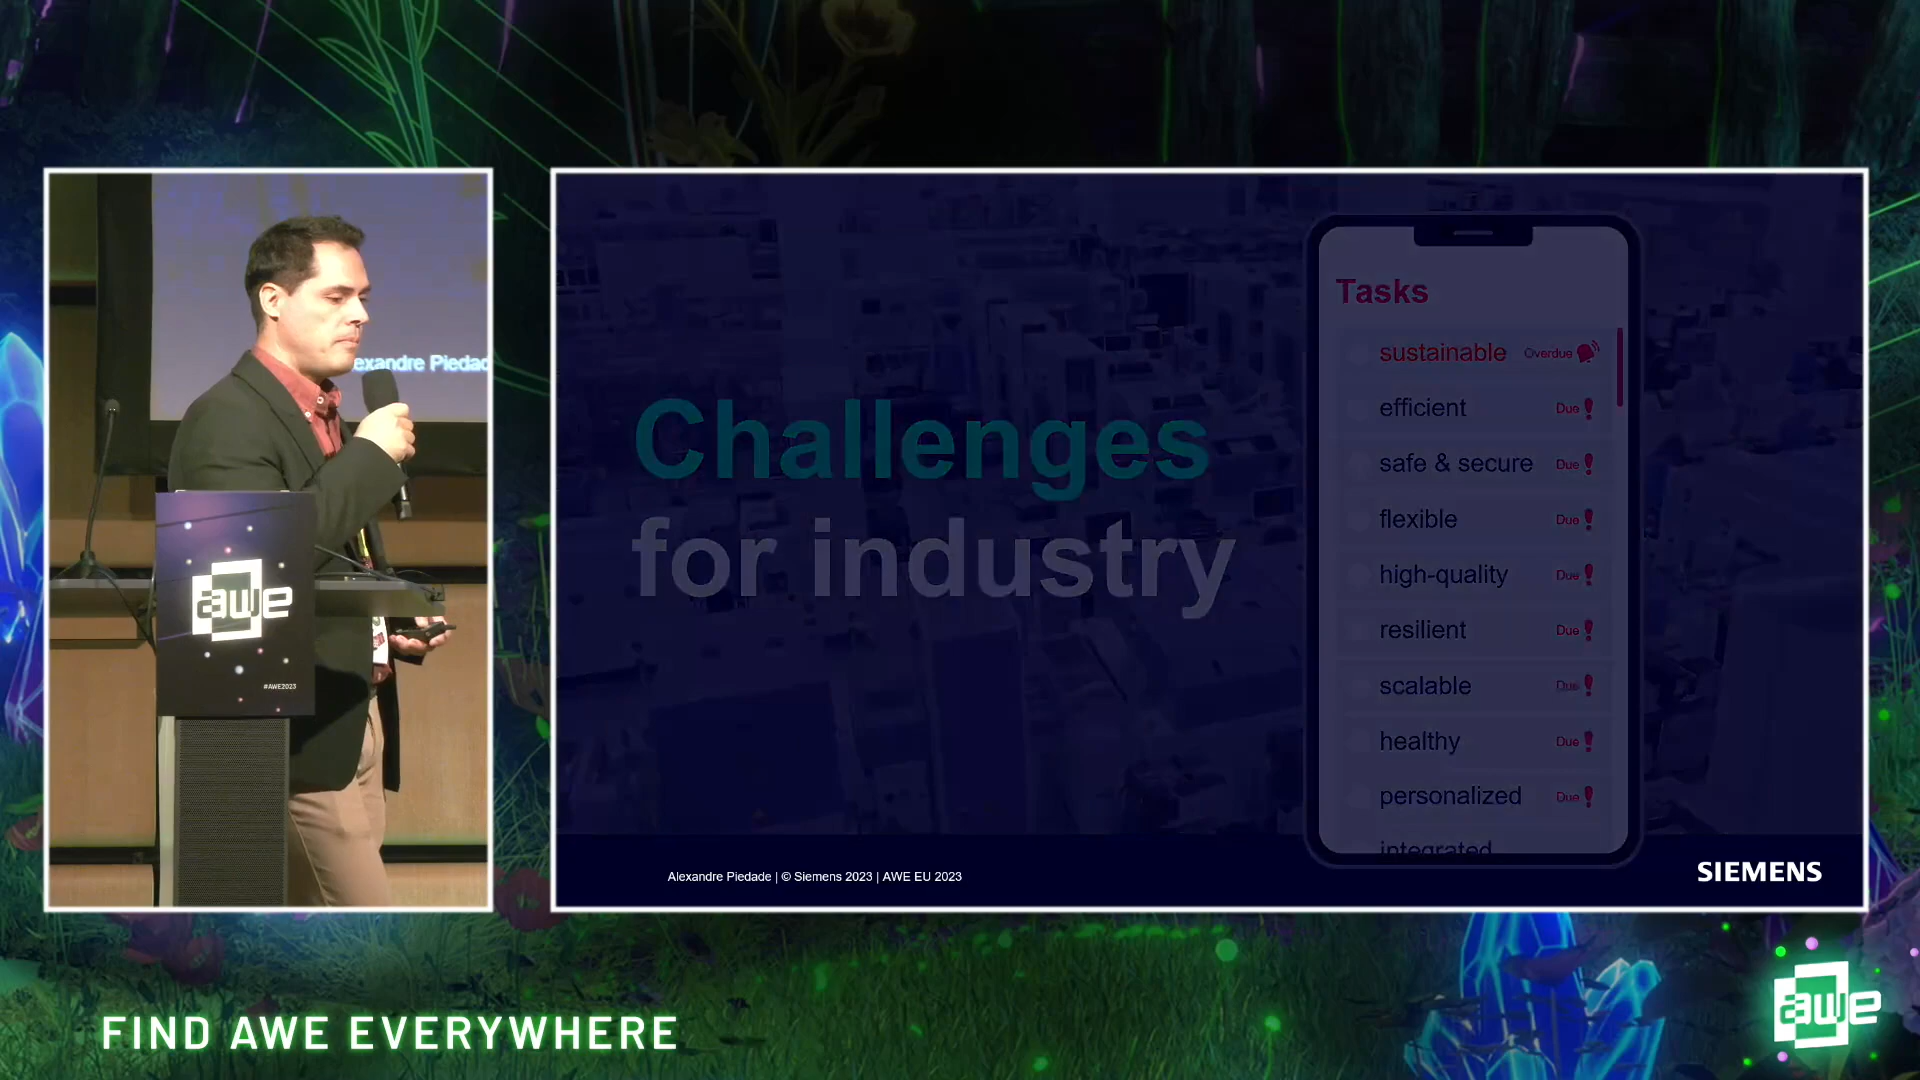 exandre Piedad
awe
#AWE2023
Challenges
for industry
Tasks
sustainable Overdue
efficient Due
safe & secure Due
flexible Due
high-quality Due
resilient Due
scalable Due
healthy Due
personalized Due
integrated
Alexandre Piedade | © Siemens 2023 | AWE EU 2023
SIEMENS
FIND AWE EVERYWHERE
awe